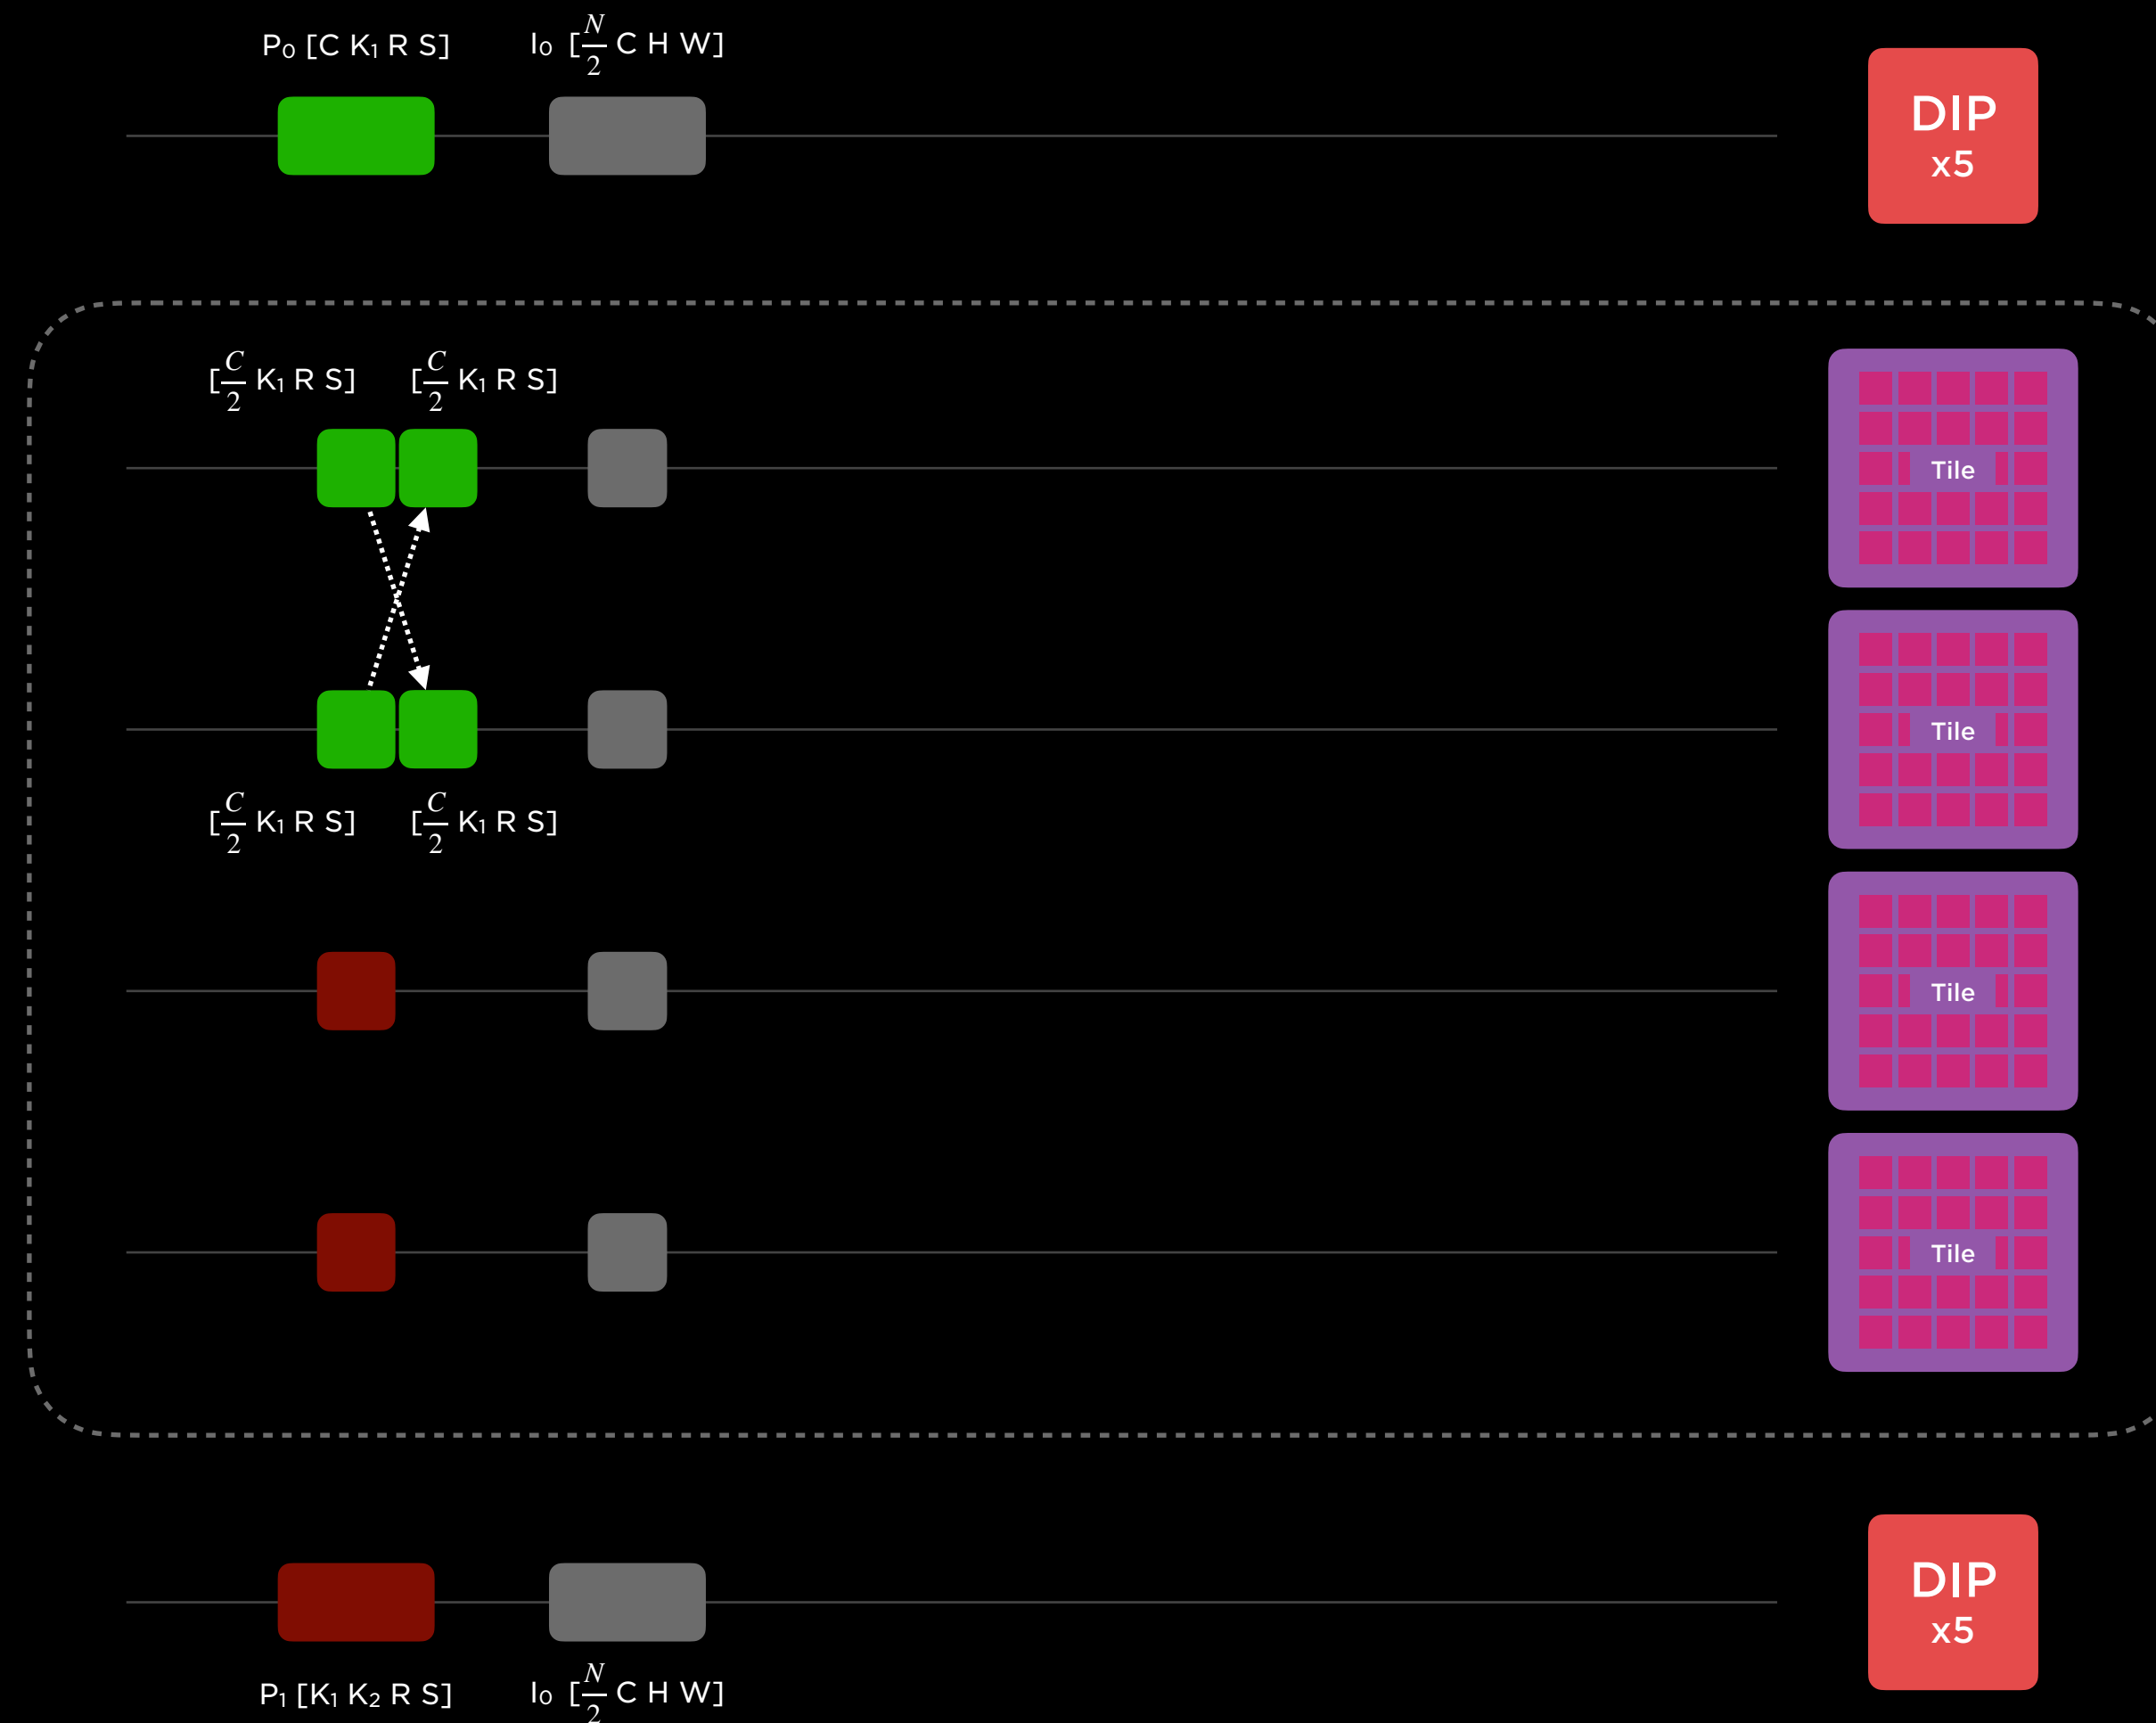 P₀ [C K₁ R S] I₀ [N/2 C H W]
DIP
x5
[C/2 K₁ R S] [C/2 K₁ R S]
Tile
Tile
[C/2 K₁ R S] [C/2 K₁ R S]
Tile
Tile
DIP
x5
P₁ [K₁ K₂ R S] I₀ [N/2 C H W]